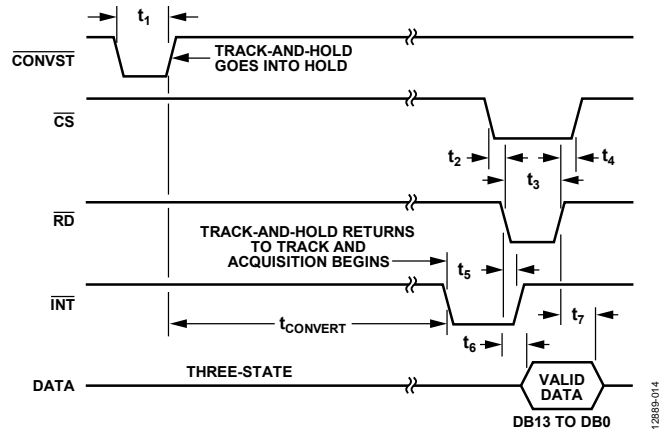 t1
CONVST
TRACK-AND-HOLD
GOES INTO HOLD
CS
t2
t4
t3
RD
TRACK-AND-HOLD RETURNS
TO TRACK AND
ACQUISITION BEGINS
t5
INT
tCONVERT
t7
t6
THREE-STATE
DATA
VALID
DATA
DB13 TO DB0
12889-014